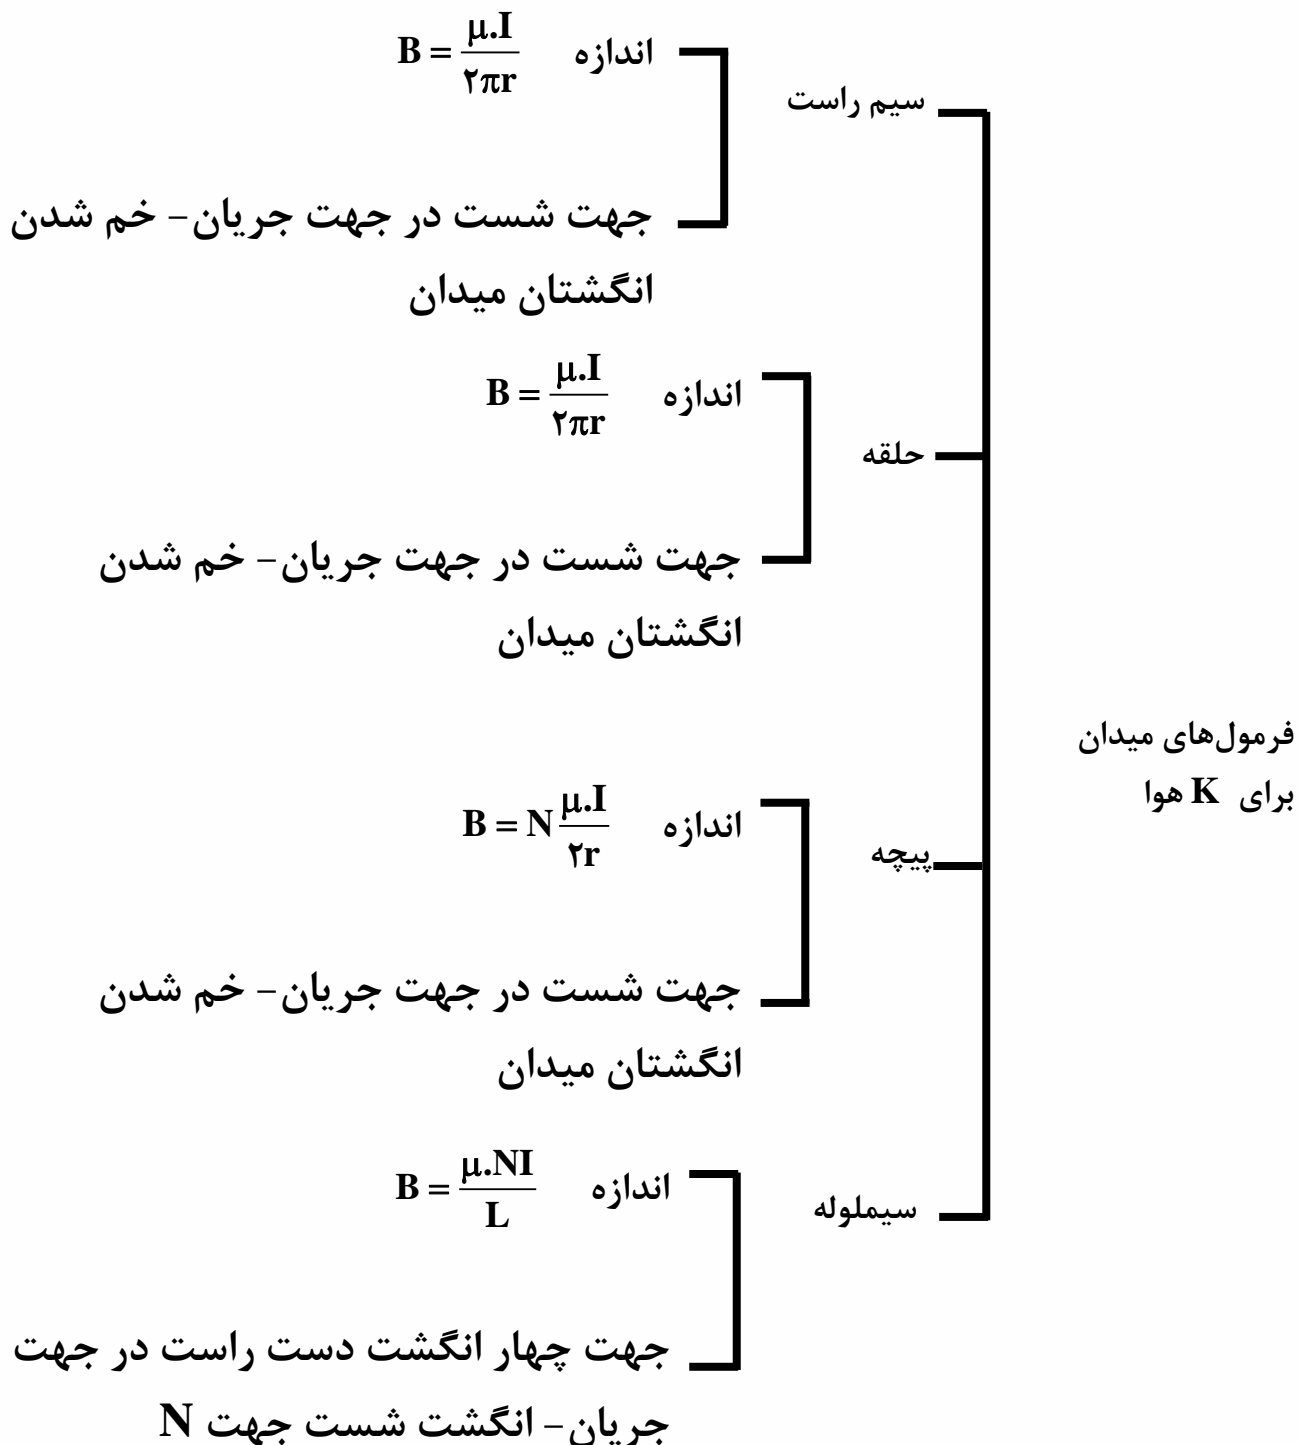 فرمول‌های میدان
برای K هوا
سیم راست
اندازه B = μ.I / ۲πr
جهت شست در جهت جریان- خم شدن
انگشتان میدان
حلقه
اندازه B = μ.I / ۲πr
جهت شست در جهت جریان- خم شدن
انگشتان میدان
پیچه
اندازه B = N μ.I / ۲r
جهت شست در جهت جریان- خم شدن
انگشتان میدان
سیملوله
اندازه B = μ.NI / L
جهت چهار انگشت دست راست در جهت
جریان- انگشت شست جهت N